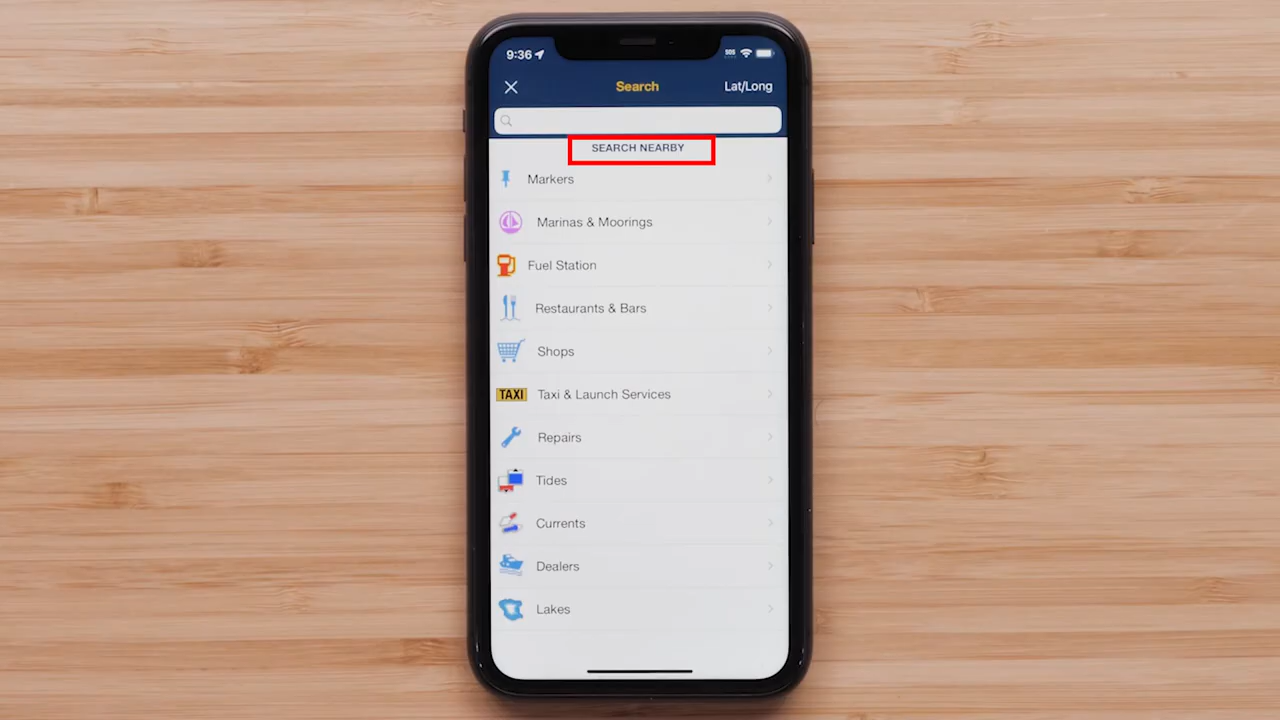 9:36
SOS
Search
Lat/Long
SEARCH NEARBY
Markers
Marinas & Moorings
Fuel Station
Restaurants & Bars
Shops
TAXI
Taxi & Launch Services
Repairs
Tides
Currents
Dealers
Lakes